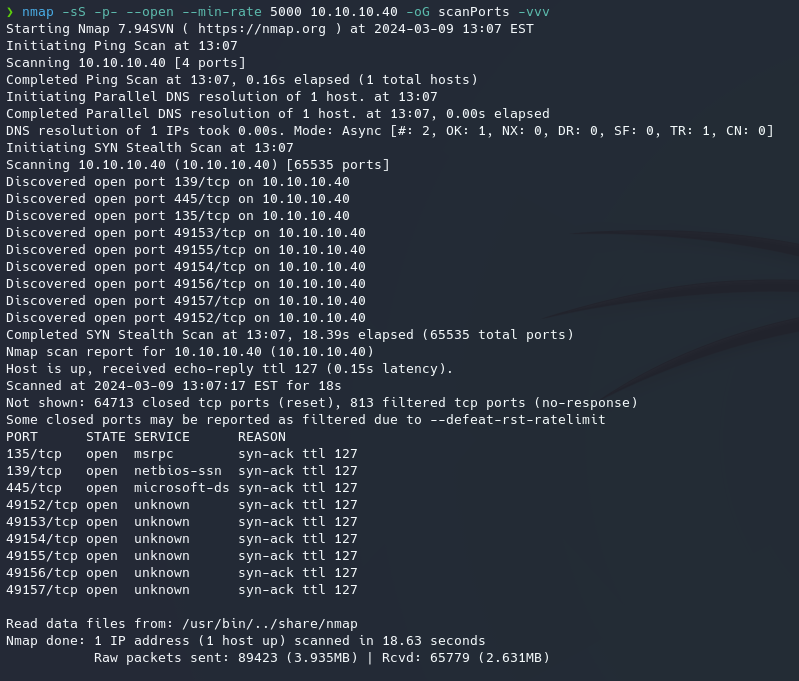 ❯ nmap -sS -p- --open --min-rate 5000 10.10.10.40 -oG scanPorts -vvv
Starting Nmap 7.94SVN ( https://nmap.org ) at 2024-03-09 13:07 EST
Initiating Ping Scan at 13:07
Scanning 10.10.10.40 [4 ports]
Completed Ping Scan at 13:07, 0.16s elapsed (1 total hosts)
Initiating Parallel DNS resolution of 1 host. at 13:07
Completed Parallel DNS resolution of 1 host. at 13:07, 0.00s elapsed
DNS resolution of 1 IPs took 0.00s. Mode: Async [#: 2, OK: 1, NX: 0, DR: 0, SF: 0, TR: 1, CN: 0]
Initiating SYN Stealth Scan at 13:07
Scanning 10.10.10.40 (10.10.10.40) [65535 ports]
Discovered open port 139/tcp on 10.10.10.40
Discovered open port 445/tcp on 10.10.10.40
Discovered open port 135/tcp on 10.10.10.40
Discovered open port 49153/tcp on 10.10.10.40
Discovered open port 49155/tcp on 10.10.10.40
Discovered open port 49154/tcp on 10.10.10.40
Discovered open port 49156/tcp on 10.10.10.40
Discovered open port 49157/tcp on 10.10.10.40
Discovered open port 49152/tcp on 10.10.10.40
Completed SYN Stealth Scan at 13:07, 18.39s elapsed (65535 total ports)
Nmap scan report for 10.10.10.40 (10.10.10.40)
Host is up, received echo-reply ttl 127 (0.15s latency).
Scanned at 2024-03-09 13:07:17 EST for 18s
Not shown: 64713 closed tcp ports (reset), 813 filtered tcp ports (no-response)
Some closed ports may be reported as filtered due to --defeat-rst-ratelimit
PORT      STATE SERVICE      REASON
135/tcp   open  msrpc        syn-ack ttl 127
139/tcp   open  netbios-ssn  syn-ack ttl 127
445/tcp   open  microsoft-ds syn-ack ttl 127
49152/tcp open  unknown      syn-ack ttl 127
49153/tcp open  unknown      syn-ack ttl 127
49154/tcp open  unknown      syn-ack ttl 127
49155/tcp open  unknown      syn-ack ttl 127
49156/tcp open  unknown      syn-ack ttl 127
49157/tcp open  unknown      syn-ack ttl 127
Read data files from: /usr/bin/../share/nmap
Nmap done: 1 IP address (1 host up) scanned in 18.63 seconds
           Raw packets sent: 89423 (3.935MB) | Rcvd: 65779 (2.631MB)